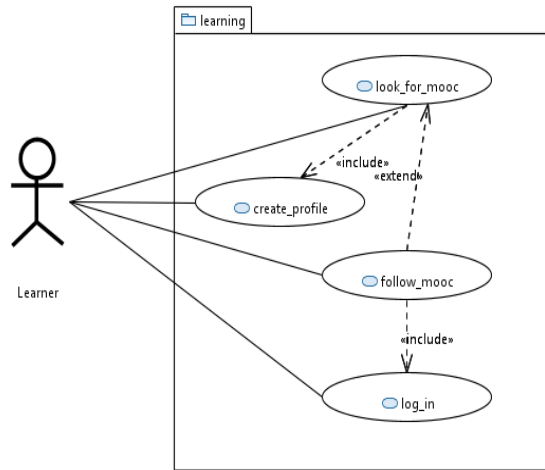 learning
look_for_mooc
«include»
«extend»
create_profile
follow_mooc
Learner
«include»
log_in